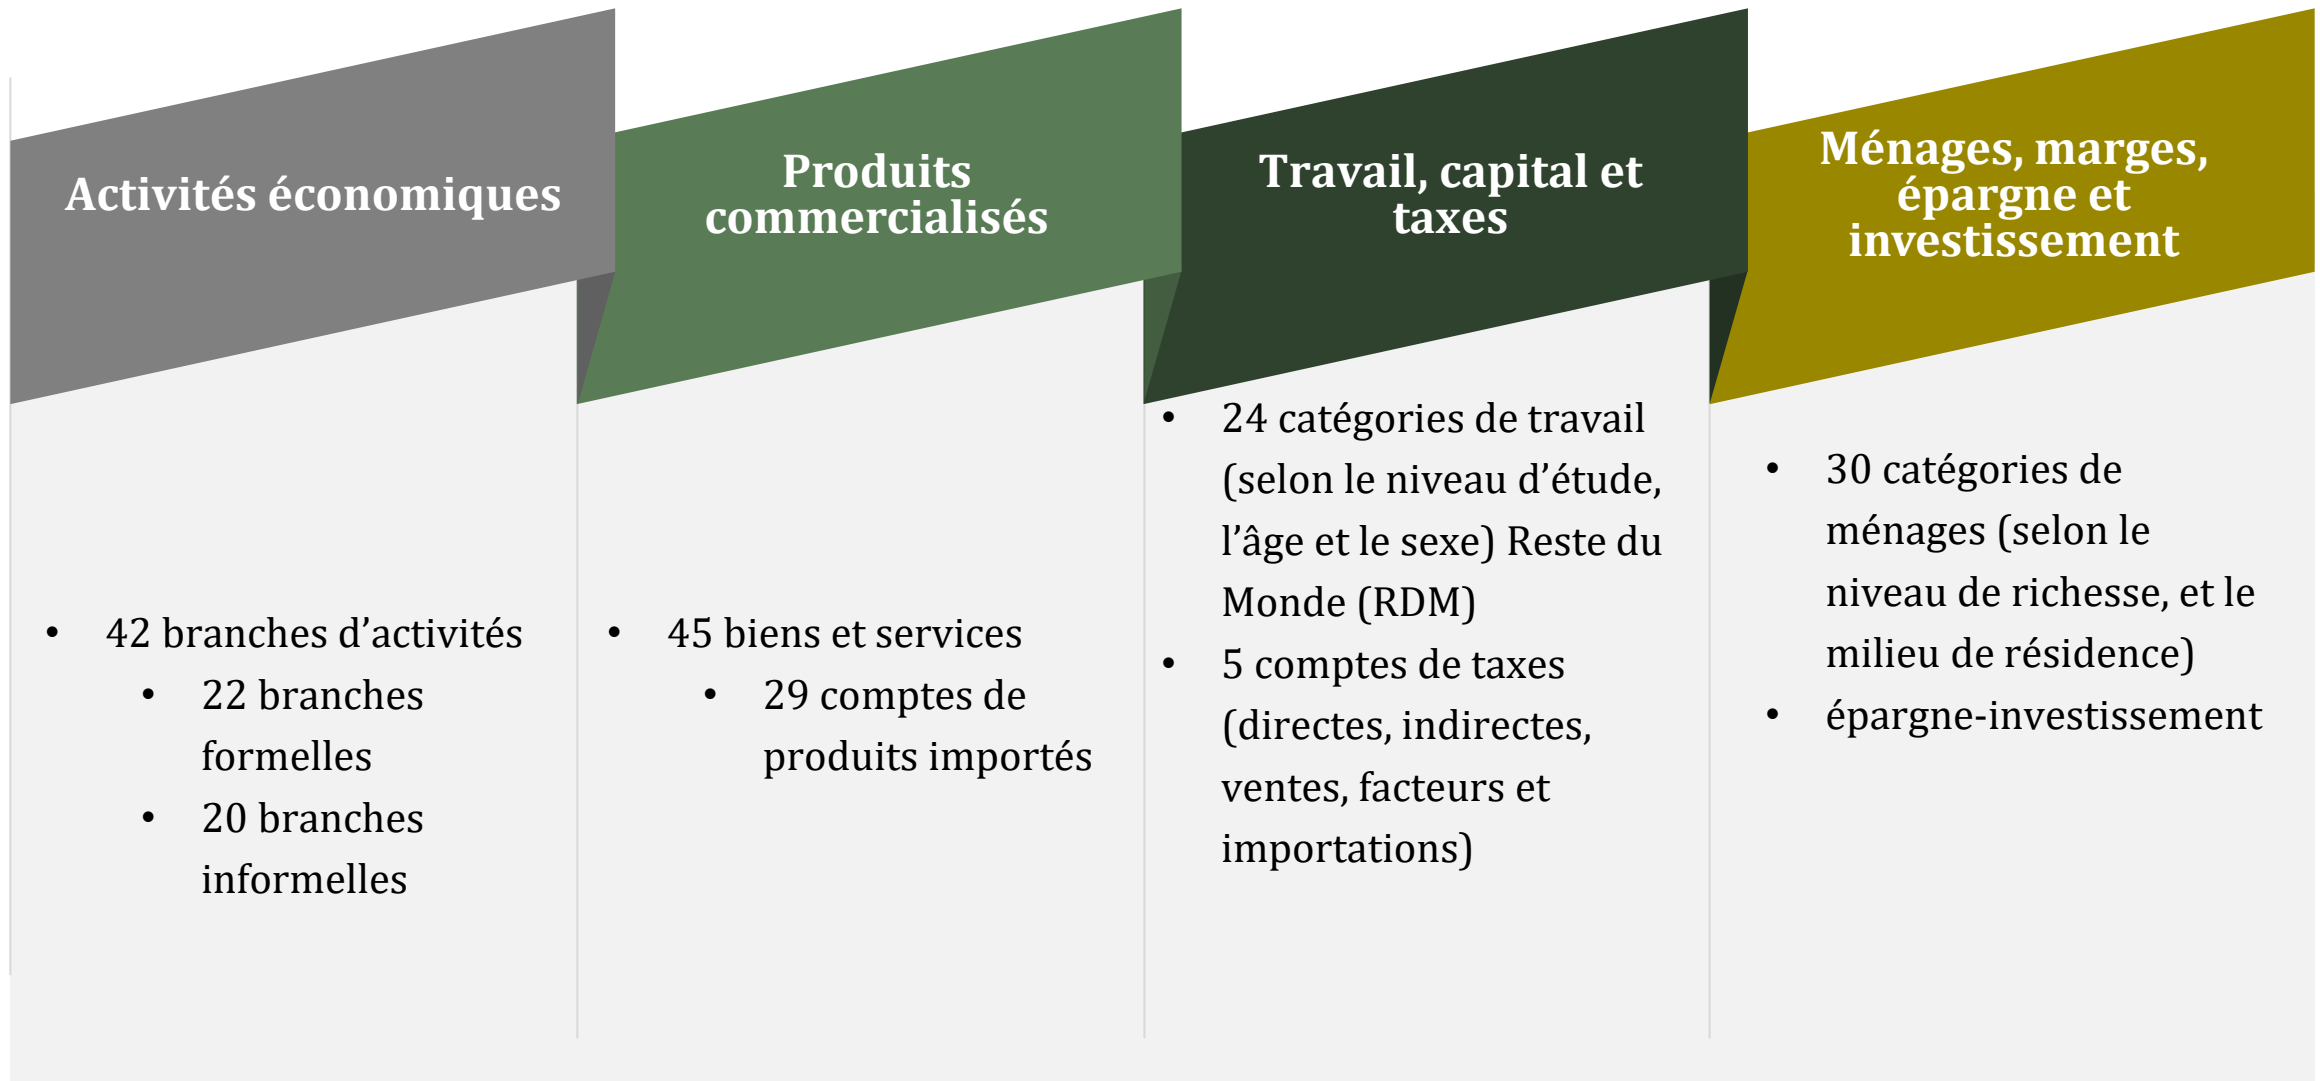 Activités économiques
• 42 branches d’activités
• 22 branches
formelles
• 20 branches
informelles
Produits
commercialisés
• 45 biens et services
• 29 comptes de
produits importés
Travail, capital et
taxes
• 24 catégories de travail
(selon le niveau d’étude,
l’âge et le sexe) Reste du
Monde (RDM)
• 5 comptes de taxes
(directes, indirectes,
ventes, facteurs et
importations)
Ménages, marges,
épargne et
investissement
• 30 catégories de
ménages (selon le
niveau de richesse, et le
milieu de résidence)
• épargne-investissement